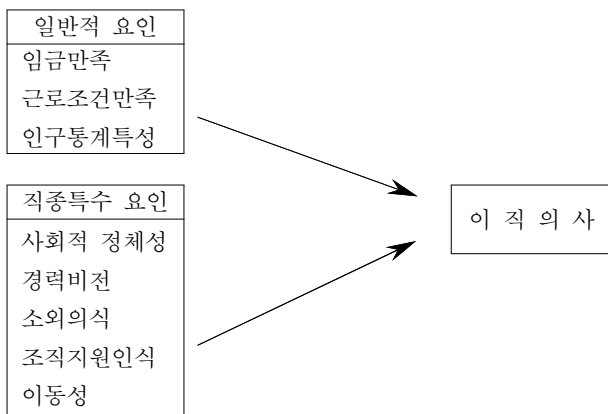 일반적 요인
임금만족
근로조건만족
인구통계특성
직종특수 요인
사회적 정체성
경력비전
소외의식
조직지원인식
이동성
이 직 의 사